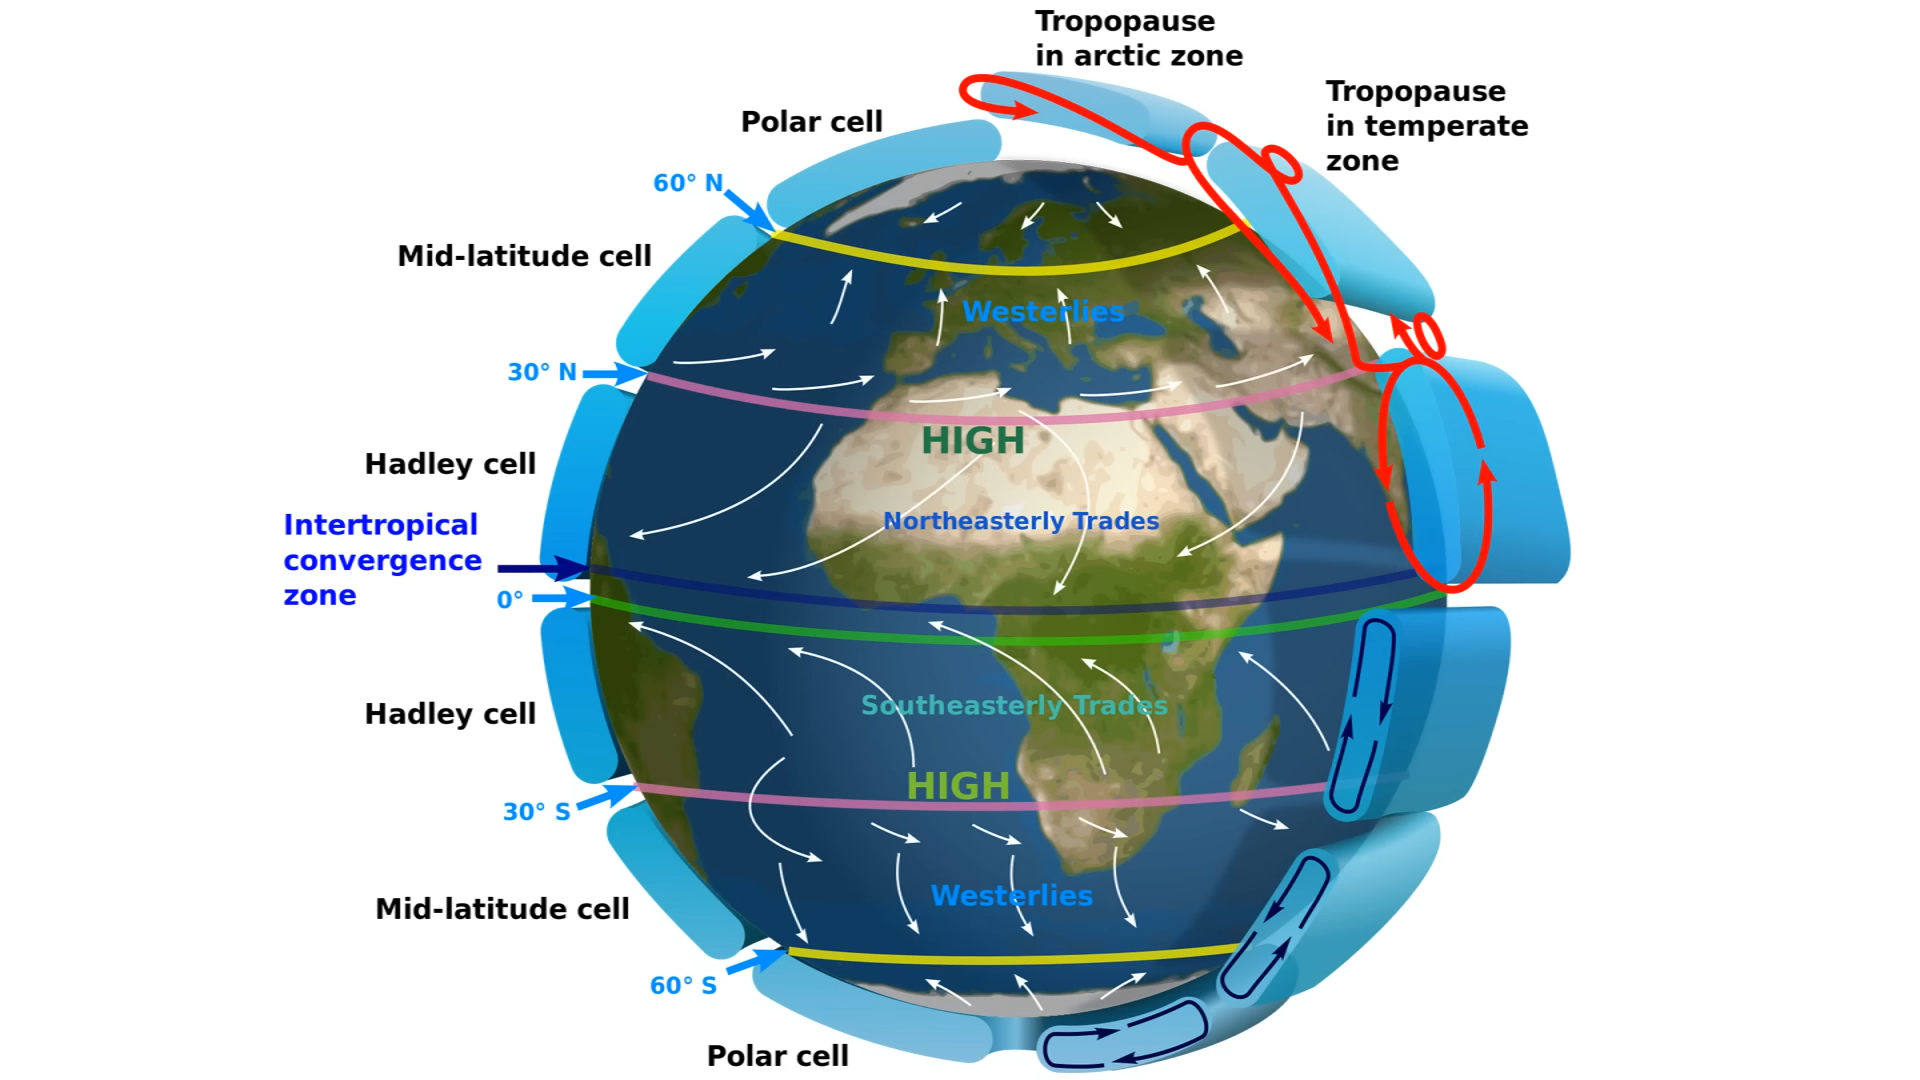 Tropopause
in arctic zone
Tropopause
in temperate
zone
Polar cell
60° N
Mid-latitude cell
Westerlies
30° N
HIGH
Hadley cell
Northeasterly Trades
Intertropical
convergence
zone
0°
Southeasterly Trades
Hadley cell
HIGH
30° S
Westerlies
Mid-latitude cell
60° S
Polar cell